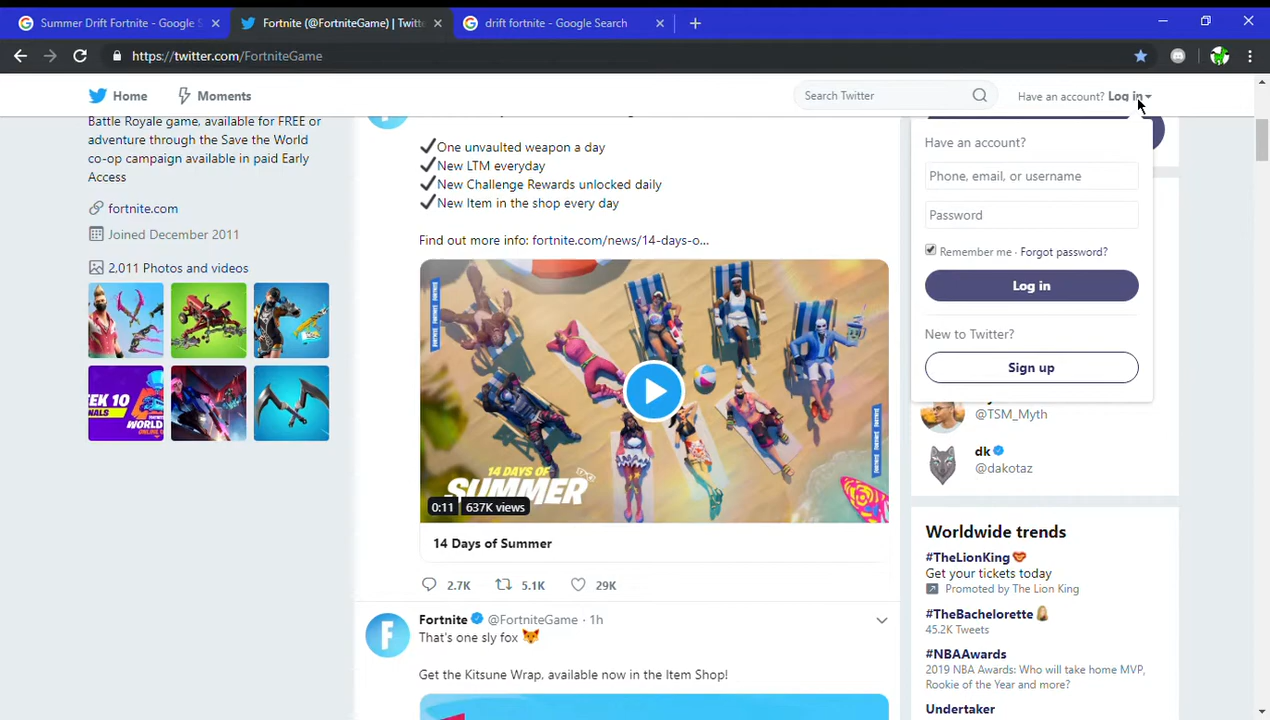 Summer Drift Fortnite - Google S
Fortnite (@FortniteGame) | Twitte
drift fortnite - Google Search
https://twitter.com/FortniteGame
Home
Moments
Search Twitter
Have an account? Log in
Battle Royale game, available for FREE or
adventure through the Save the World
co-op campaign available in paid Early
Access
fortnite.com
Joined December 2011
2,011 Photos and videos
EK 10
NALS
WORLD
✔One unvaulted weapon a day
✔New LTM everyday
✔New Challenge Rewards unlocked daily
✔New Item in the shop every day
Find out more info: fortnite.com/news/14-days-o...
FORTNITE
14 DAYS OF
SUMMER
0:11 637K views
14 Days of Summer
2.7K 5.1K 29K
Fortnite @FortniteGame · 1h
That's one sly fox 🦊
Get the Kitsune Wrap, available now in the Item Shop!
Have an account?
Phone, email, or username
Password
Remember me · Forgot password?
Log in
New to Twitter?
Sign up
@TSM_Myth
dk
@dakotaz
Worldwide trends
#TheLionKing
Get your tickets today
Promoted by The Lion King
#TheBachelorette
45.2K Tweets
#NBAAwards
2019 NBA Awards: Who will take home MVP,
Rookie of the Year and more?
Undertaker